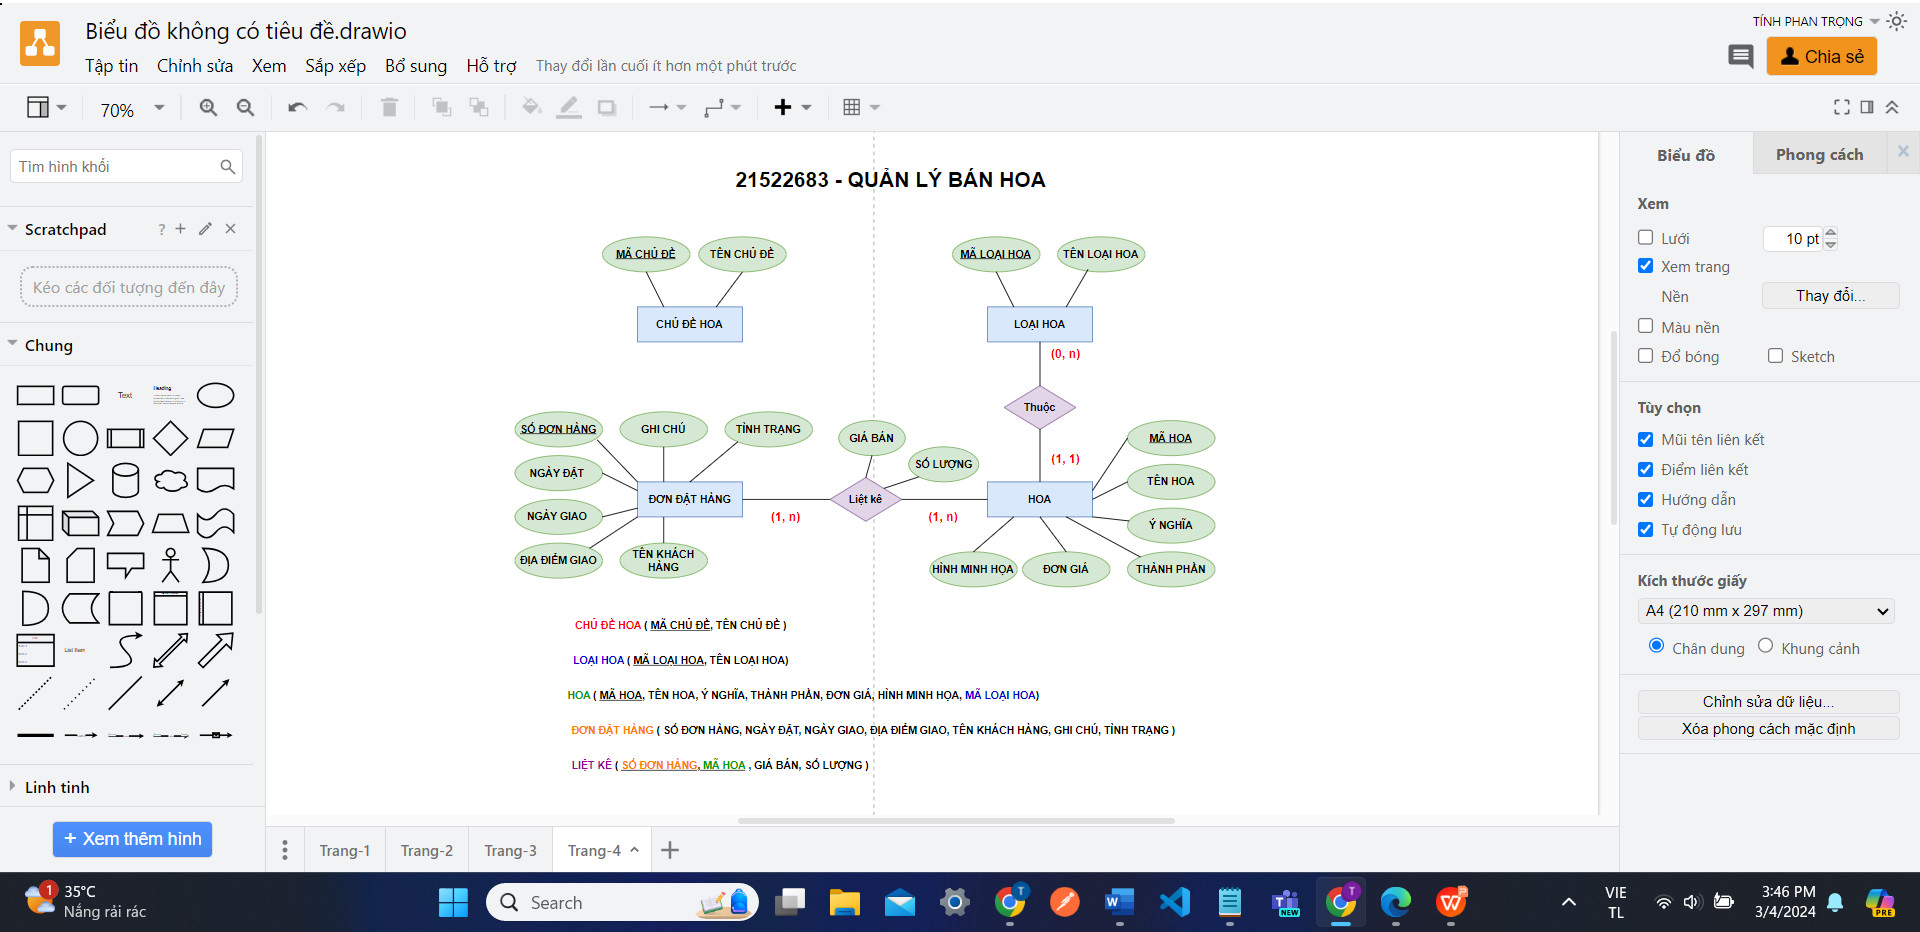 Biểu đồ không có tiêu đề.drawio
TÍNH PHAN TRỌNG
Tập tin Chỉnh sửa Xem Sắp xếp Bổ sung Hỗ trợ Thay đổi lần cuối ít hơn một phút trước
Chia sẻ
70%
Tìm hình khối
Scratchpad
?
Kéo các đối tượng đến đây
Chung
Text
Heading
List Item
Linh tinh
+ Xem thêm hình
21522683 - QUẢN LÝ BÁN HOA
MÃ CHỦ ĐỀ
TÊN CHỦ ĐỀ
MÃ LOẠI HOA
TÊN LOẠI HOA
CHỦ ĐỀ HOA
LOẠI HOA
(0, n)
Thuộc
SỐ ĐƠN HÀNG
GHI CHÚ
TÌNH TRẠNG
GIÁ BÁN
MÃ HOA
(1, 1)
SỐ LƯỢNG
NGÀY ĐẶT
TÊN HOA
ĐƠN ĐẶT HÀNG
Liệt kê
HOA
NGÀY GIAO
(1, n)
(1, n)
Ý NGHĨA
ĐỊA ĐIỂM GIAO
TÊN KHÁCH
HÀNG
HÌNH MINH HỌA
ĐƠN GIÁ
THÀNH PHẦN
CHỦ ĐỀ HOA ( MÃ CHỦ ĐỀ, TÊN CHỦ ĐỀ )
LOẠI HOA ( MÃ LOẠI HOA, TÊN LOẠI HOA)
HOA ( MÃ HOA, TÊN HOA, Ý NGHĨA, THÀNH PHẦN, ĐƠN GIÁ, HÌNH MINH HỌA, MÃ LOẠI HOA)
ĐƠN ĐẶT HÀNG ( SỐ ĐƠN HÀNG, NGÀY ĐẶT, NGÀY GIAO, ĐỊA ĐIỂM GIAO, TÊN KHÁCH HÀNG, GHI CHÚ, TÌNH TRẠNG )
LIỆT KÊ ( SỐ ĐƠN HÀNG, MÃ HOA , GIÁ BÁN, SỐ LƯỢNG )
Trang-1 Trang-2 Trang-3 Trang-4
Biểu đồ Phong cách
Xem
Lưới 10 pt
Xem trang
Nền Thay đổi...
Màu nền
Đổ bóng Sketch
Tùy chọn
Mũi tên liên kết
Điểm liên kết
Hướng dẫn
Tự động lưu
Kích thước giấy
A4 (210 mm x 297 mm)
Chân dung Khung cảnh
Chỉnh sửa dữ liệu...
Xóa phong cách mặc định
1
35°C
Nắng rải rác
Search
T
W
NEW
T
VIE
TL
3:46 PM
3/4/2024
PRE